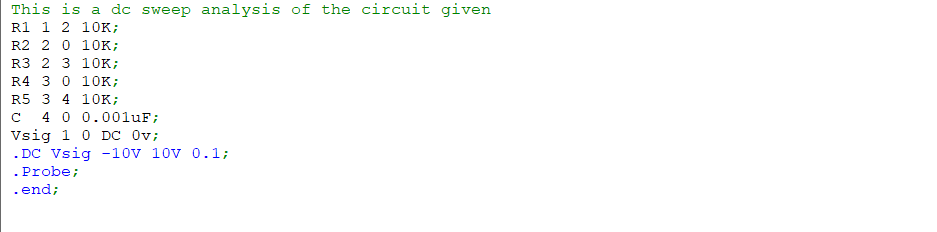 This is a dc sweep analysis of the circuit given
R1 1 2 10K;
R2 2 0 10K;
R3 2 3 10K;
R4 3 0 10K;
R5 3 4 10K;
C  4 0 0.001uF;
Vsig 1 0 DC 0v;
.DC Vsig -10V 10V 0.1;
.Probe;
.end;